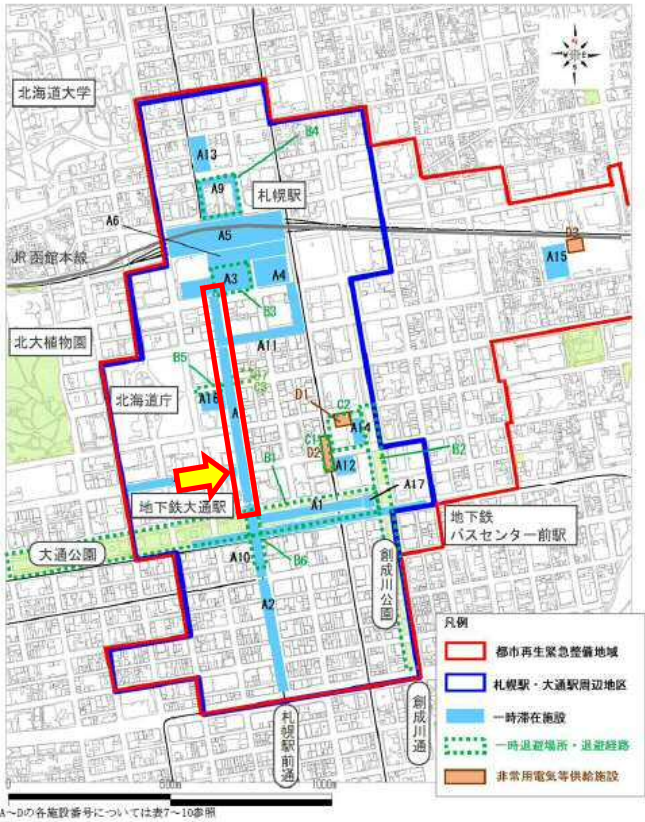 北海道大学
A13
B4
A9
札幌駅
A6
A5
JR函館本線
D3
A15
A3
A4
B3
北大植物園
A11
B5
北海道庁
C3
D1
C2
A14
C1
D2
A12
B2
B1
地下鉄大通駅
A1
A17
地下鉄
バスセンター前駅
大通公園
A10
B6
創成川公園
A2
札幌駅前通
創成川通
凡例
都市再生緊急整備地域
札幌駅・大通駅周辺地区
一時滞在施設
一時退避場所・退避経路
非常用電気等供給施設
0
1000m
A～Dの各施設番号については表7～10参照